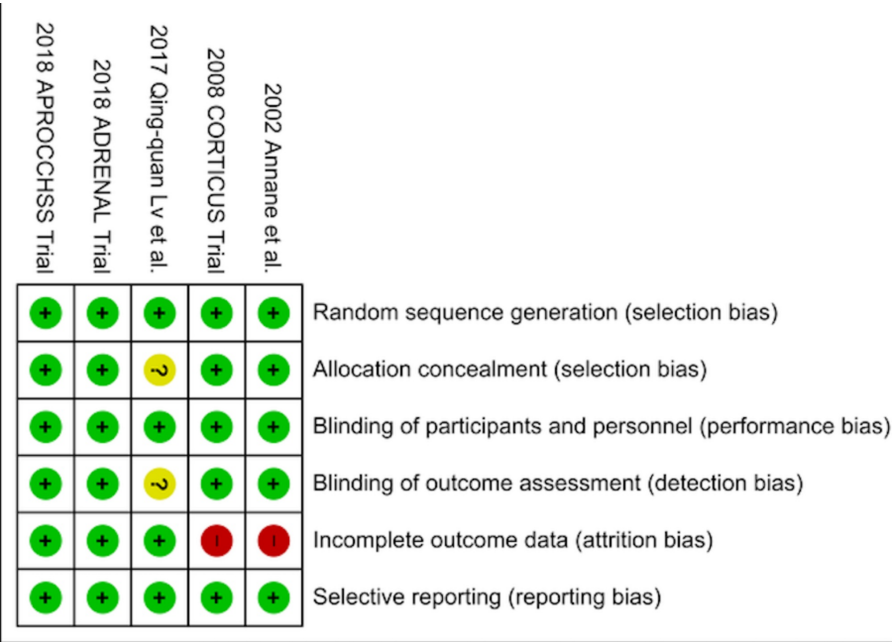 2018 APROCCHSS Trial
2018 ADRENAL Trial
2017 Qing-quan Lv et al.
2008 CORTICUS Trial
2002 Annane et al.
+ + + + + Random sequence generation (selection bias)
+ + ? + + Allocation concealment (selection bias)
+ + + + + Blinding of participants and personnel (performance bias)
+ + ? + + Blinding of outcome assessment (detection bias)
+ + + - - Incomplete outcome data (attrition bias)
+ + + + + Selective reporting (reporting bias)